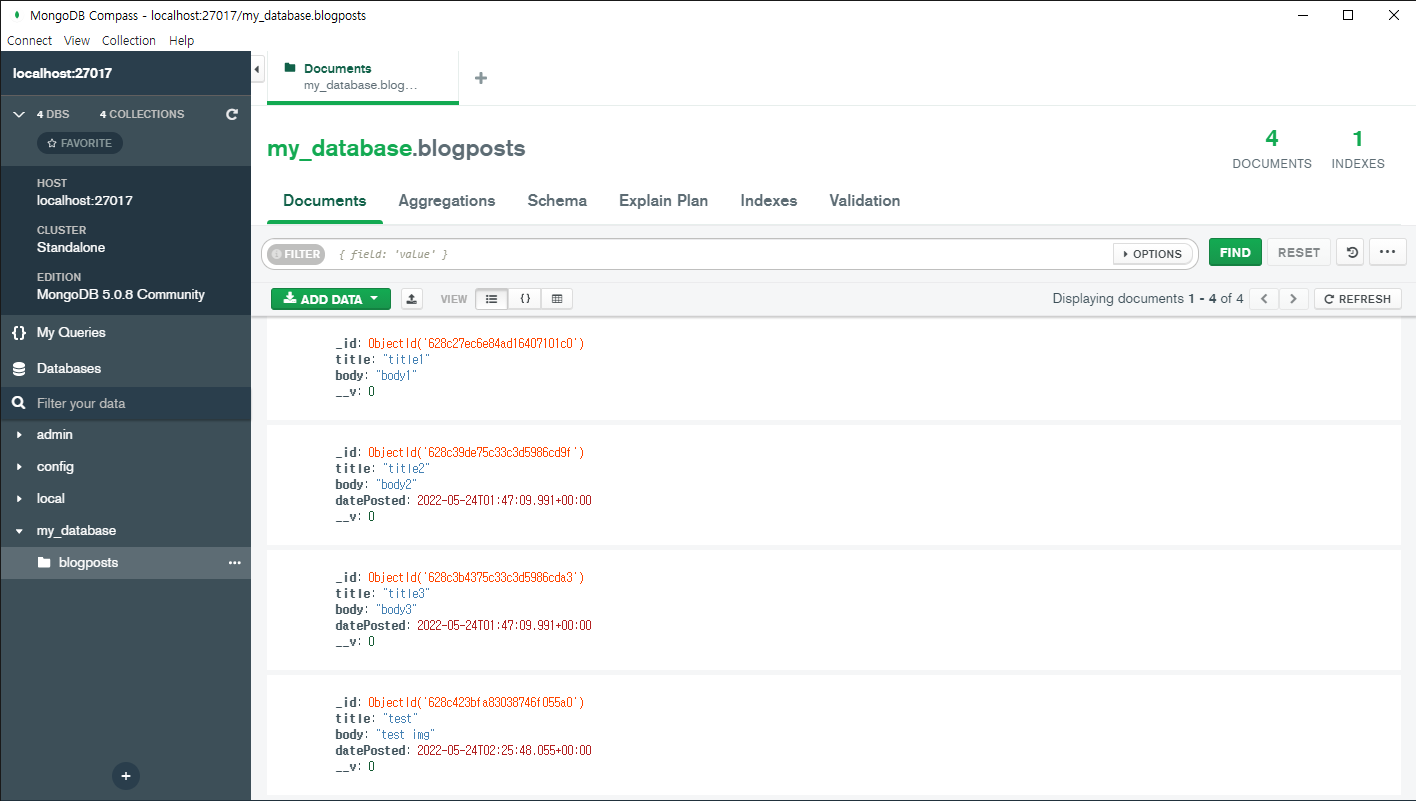 MongoDB Compass - localhost:27017/my_database.blogposts
Connect View Collection Help
localhost:27017
4 DBS 4 COLLECTIONS
FAVORITE
HOST
localhost:27017
CLUSTER
Standalone
EDITION
MongoDB 5.0.8 Community
My Queries
Databases
Filter your data
admin
config
local
my_database
blogposts
Documents
my_database.blog...
my_database.blogposts
4
DOCUMENTS
1
INDEXES
Documents Aggregations Schema Explain Plan Indexes Validation
FILTER { field: 'value' } OPTIONS FIND RESET
ADD DATA VIEW {} Displaying documents 1 - 4 of 4 REFRESH
_id: ObjectId('628c27ec6e84ad16407101c0')
title: "title1"
body: "body1"
__v: 0
_id: ObjectId('628c39de75c33c3d5986cd9f')
title: "title2"
body: "body2"
datePosted: 2022-05-24T01:47:09.991+00:00
__v: 0
_id: ObjectId('628c3b4375c33c3d5986cda3')
title: "title3"
body: "body3"
datePosted: 2022-05-24T01:47:09.991+00:00
__v: 0
_id: ObjectId('628c423bfa83038746f055a0')
title: "test"
body: "test img"
datePosted: 2022-05-24T02:25:48.055+00:00
__v: 0